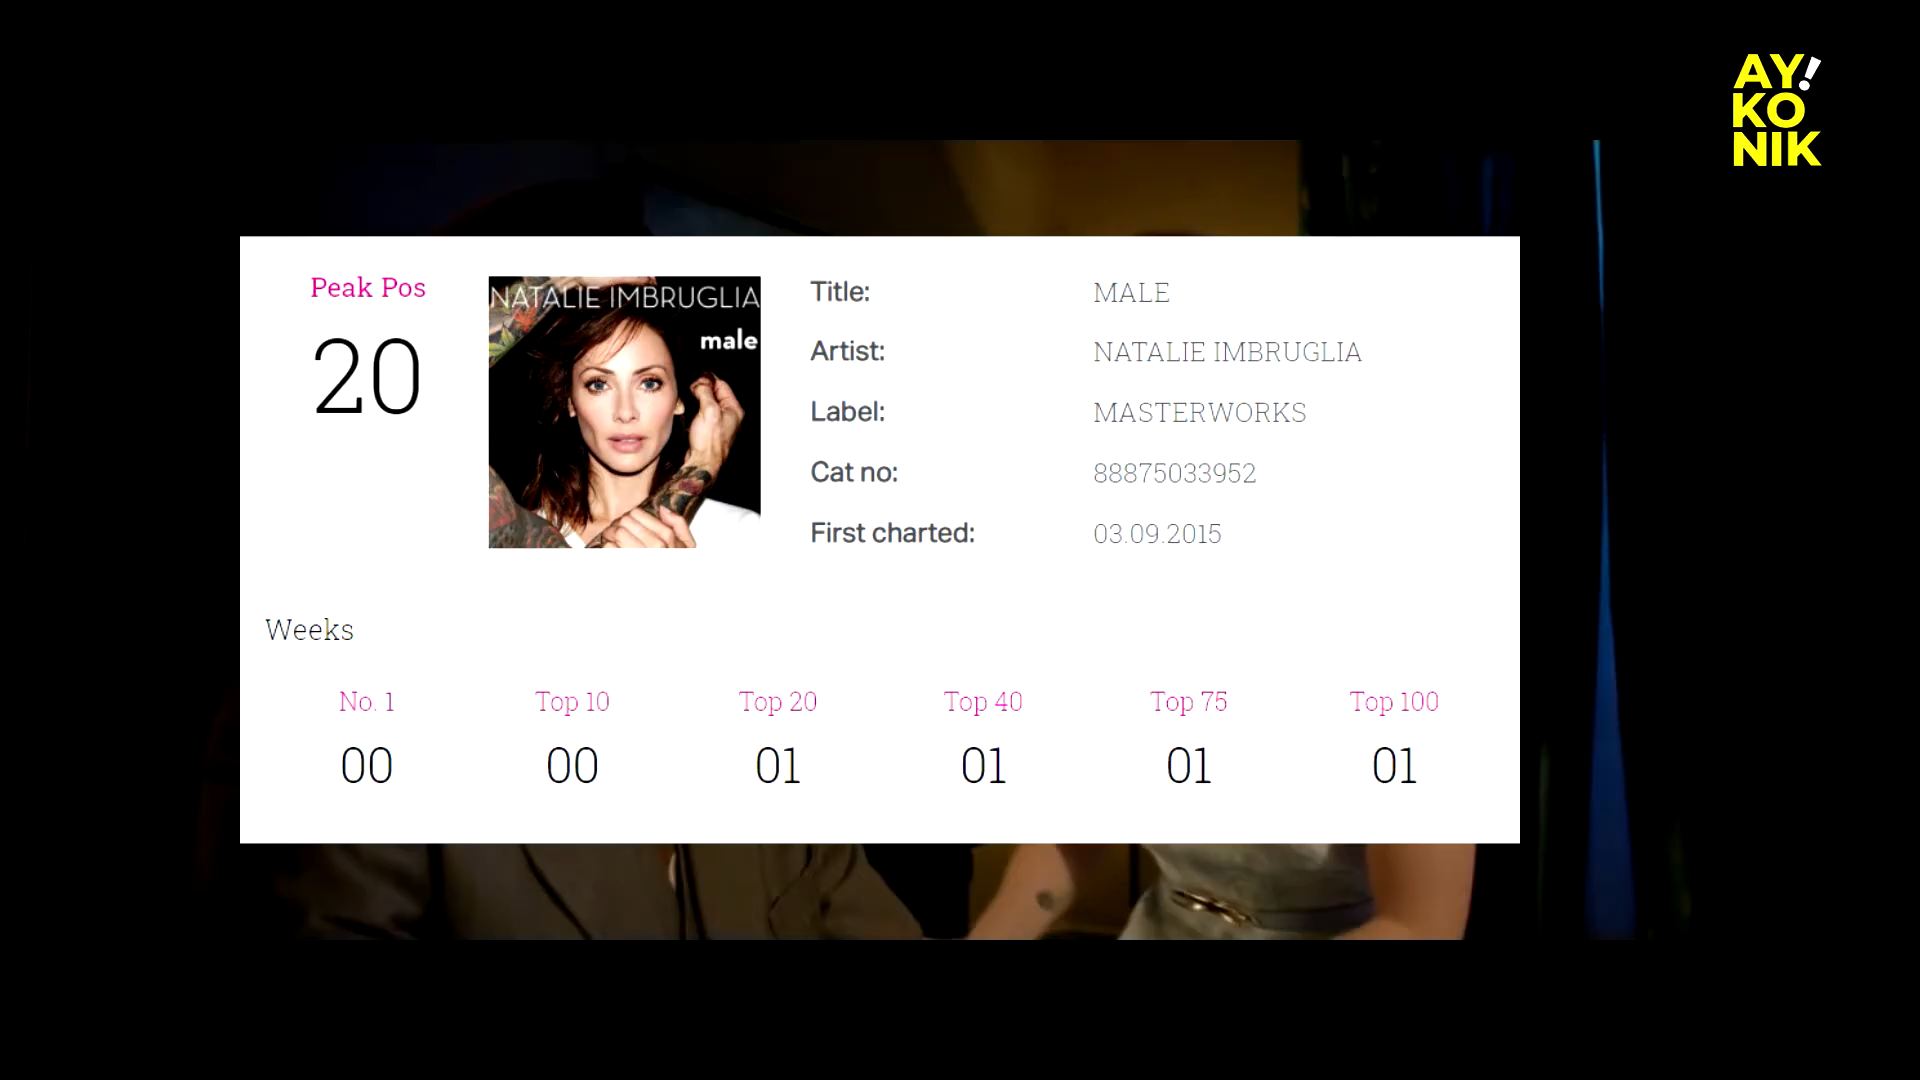 AY!
KO
NIK
Peak Pos
20
NATALIE IMBRUGLIA
male
Title: MALE
Artist: NATALIE IMBRUGLIA
Label: MASTERWORKS
Cat no: 88875033952
First charted: 03.09.2015
Weeks
No. 1 Top 10 Top 20 Top 40 Top 75 Top 100
00 00 01 01 01 01